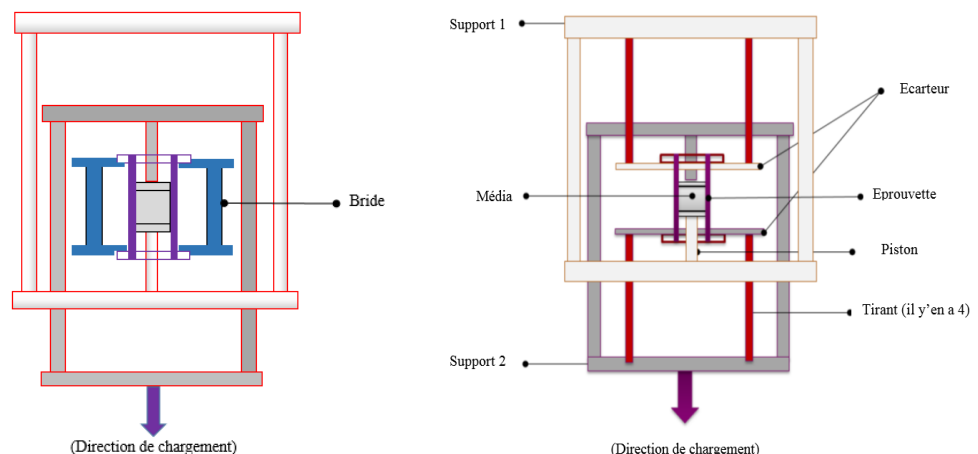 Bride
(Direction de chargement)
Support 1
Ecarteur
Média
Eprouvette
Piston
Tirant (il y'en a 4)
Support 2
(Direction de chargement)